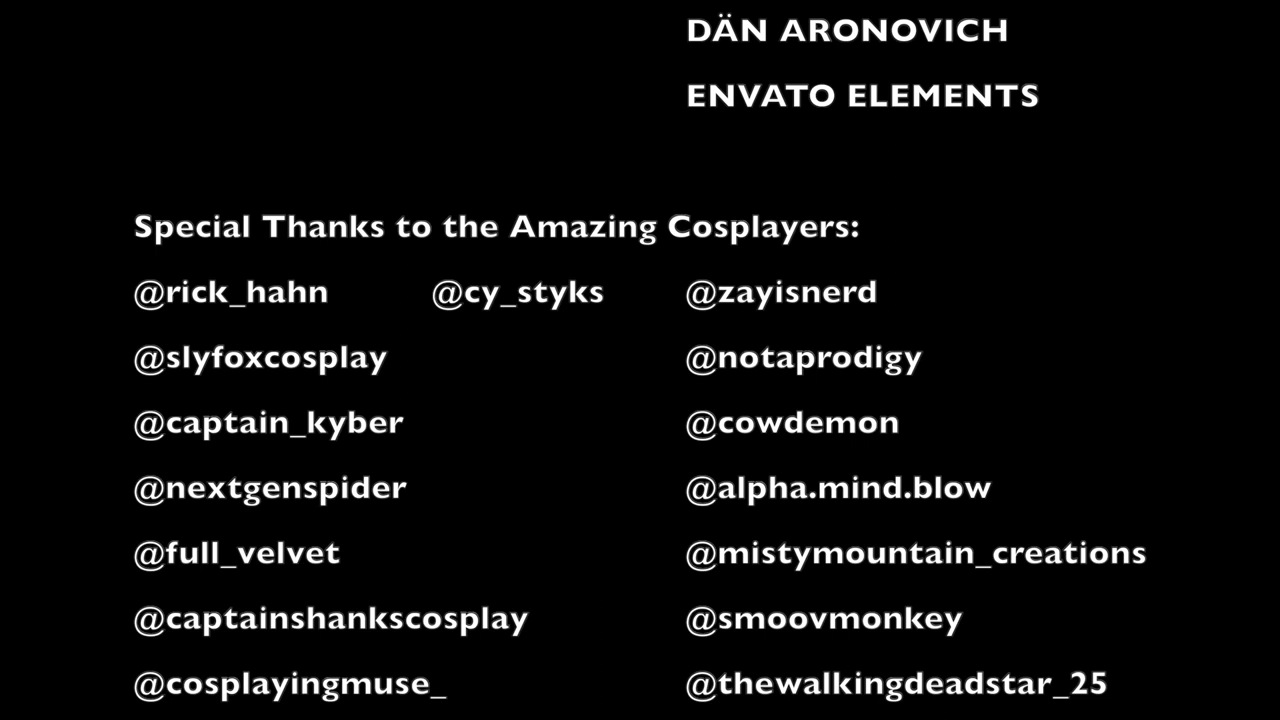 DÄN ARONOVICH
ENVATO ELEMENTS
Special Thanks to the Amazing Cosplayers:
@rick_hahn @cy_styks @zayisnerd
@slyfoxcosplay @notaprodigy
@captain_kyber @cowdemon
@nextgenspider @alpha.mind.blow
@full_velvet @mistymountain_creations
@captainshankscosplay @smoovmonkey
@cosplayingmuse_ @thewalkingdeadstar_25